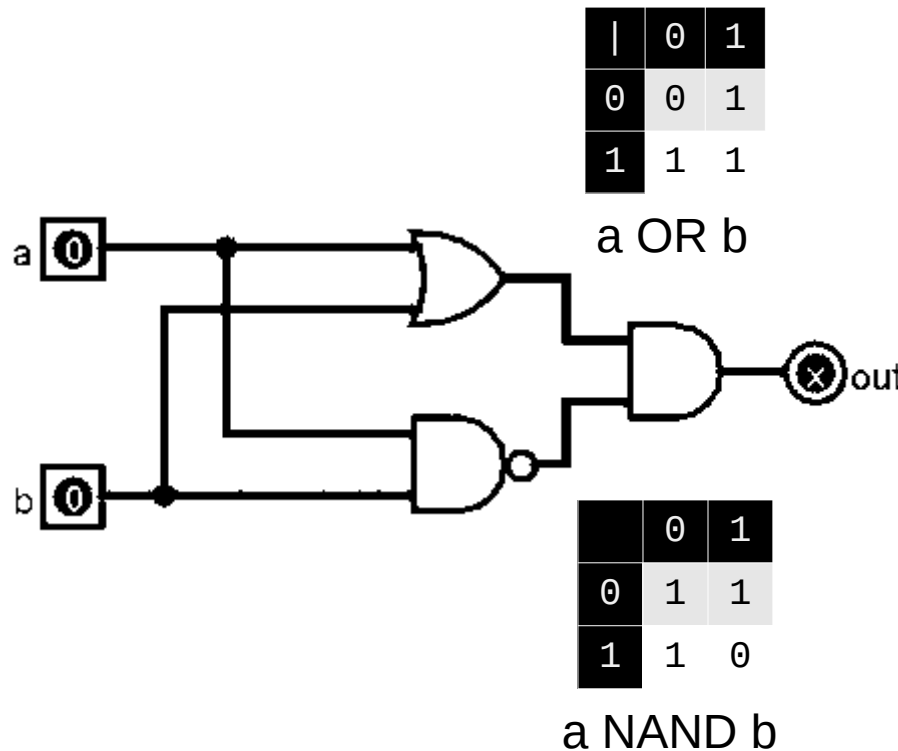 | 0 1
0 0 1
1 1 1
a OR b
a 0
x out
b 0
0 1
0 1 1
1 1 0
a NAND b